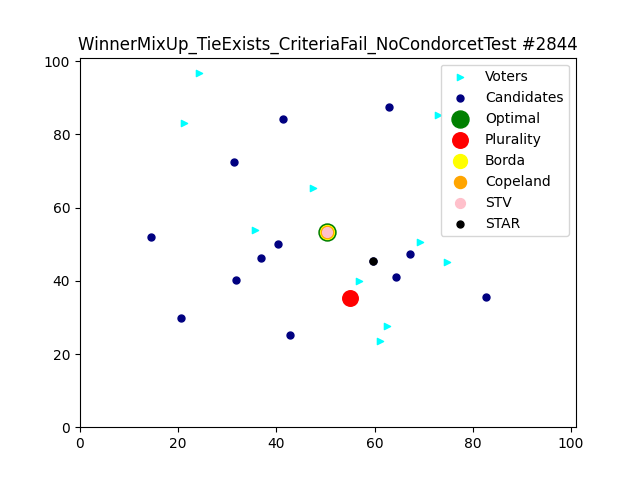 WinnerMixUp_TieExists_CriteriaFail_NoCondorcetTest #2844
100
80
60
40
20
0
0 20 40 60 80 100
Voters
Candidates
Optimal
Plurality
Borda
Copeland
STV
STAR